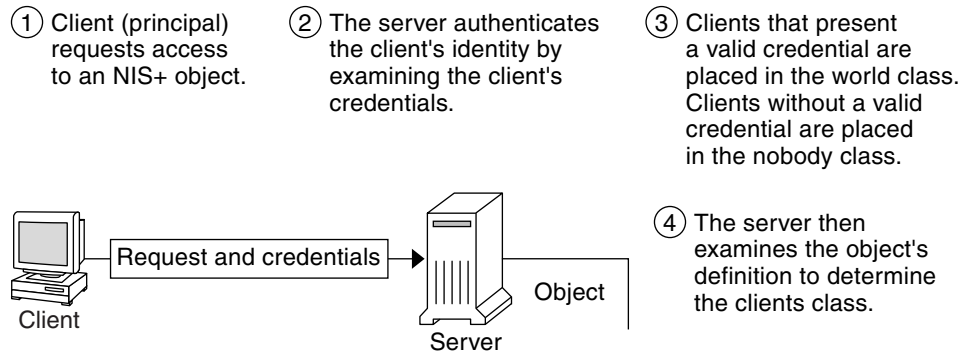 1 Client (principal)
requests access
to an NIS+ object.
2 The server authenticates
the client's identity by
examining the client's
credentials.
3 Clients that present
a valid credential are
placed in the world class.
Clients without a valid
credential are placed
in the nobody class.
4 The server then
examines the object's
definition to determine
the clients class.
Request and credentials
Object
Client
Server